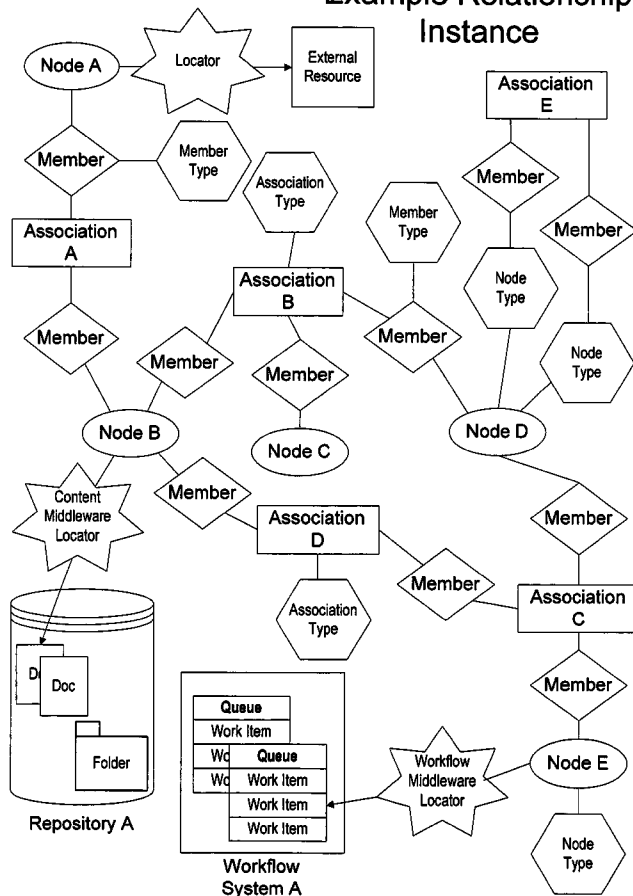 Example Relationship
Instance
Node A
Locator
External
Resource
Association
E
Member
Member
Type
Association
Type
Member
Type
Member
Member
Association
A
Association
B
Node
Type
Member
Member
Member
Member
Node
Type
Node B
Node C
Node D
Content
Middleware
Locator
Member
Association
D
Member
Member
Association
Type
Association
C
Doc
Folder
Queue
Work Item
Queue
Work Item
Work Item
Work Item
Member
Workflow
Middleware
Locator
Node E
Repository A
Workflow
System A
Node
Type